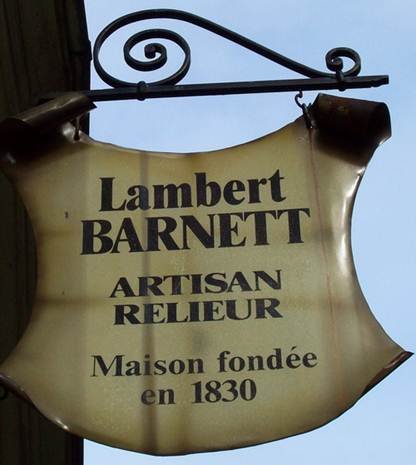 Lambert
BARNETT
ARTISAN
RELIEUR
Maison fondée
en 1830